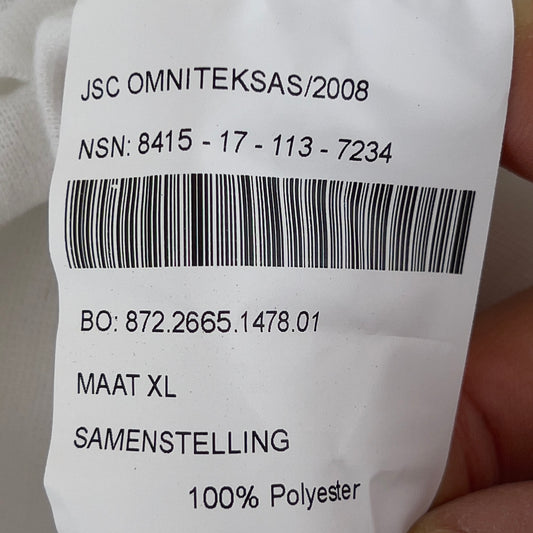 JSC OMNITEKSAS/2008
NSN: 8415 - 17 - 113 - 7234
BO: 872.2665.1478.01
MAAT XL
SAMENSTELLING
100% Polyester